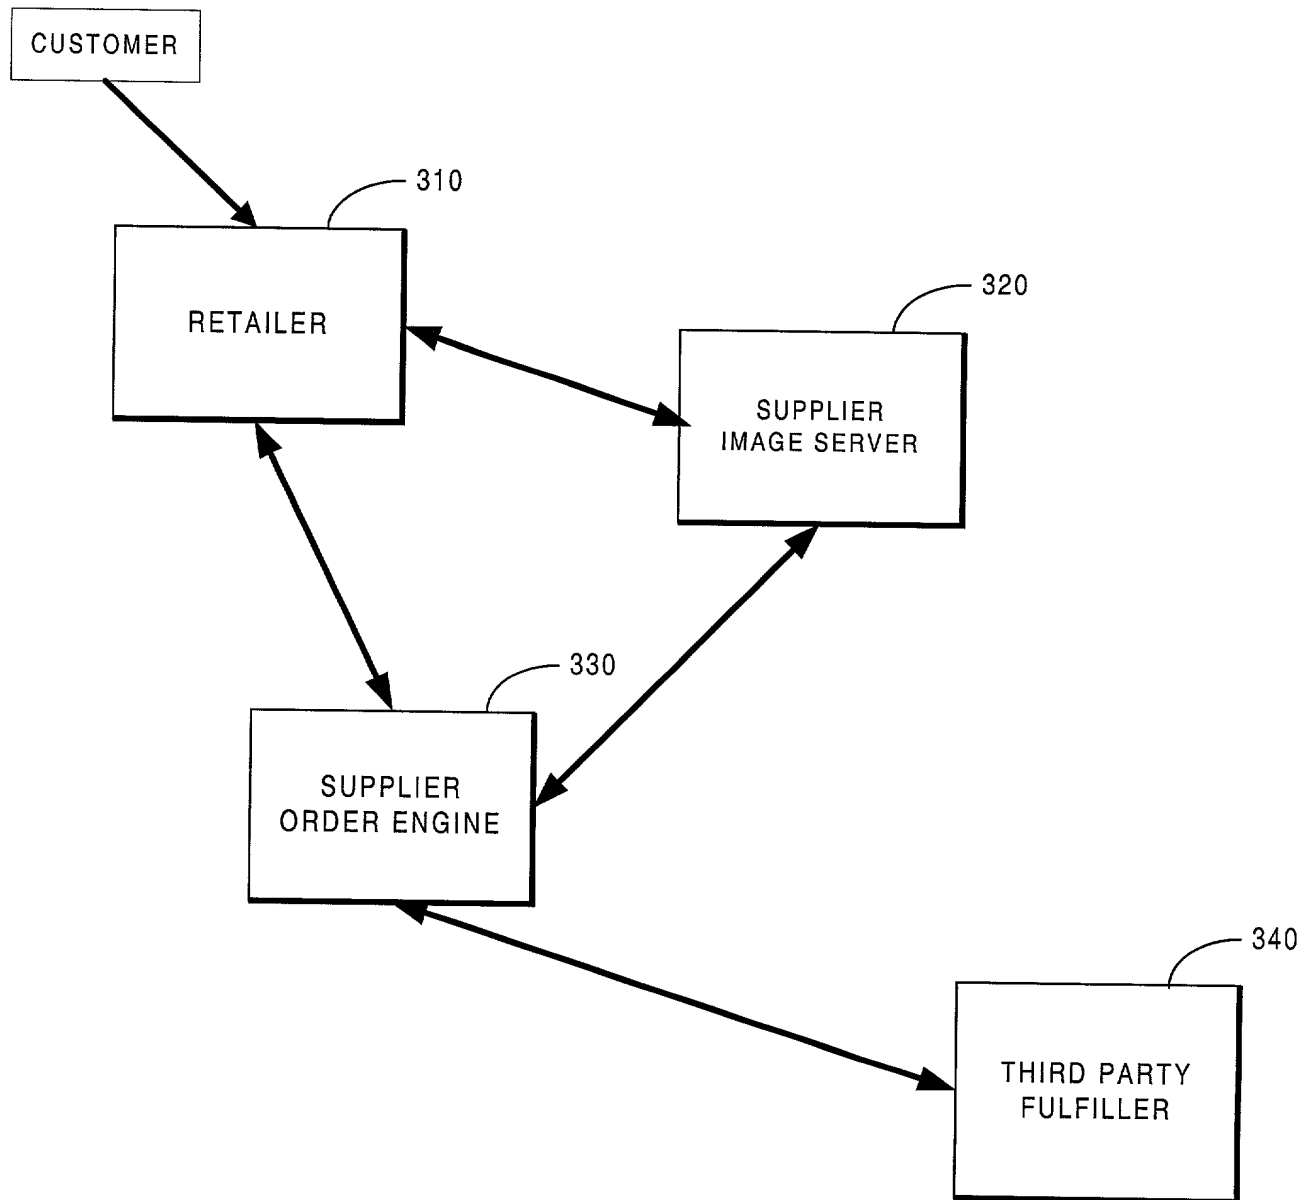 CUSTOMER
310
RETAILER
320
SUPPLIER
IMAGE SERVER
330
SUPPLIER
ORDER ENGINE
340
THIRD PARTY
FULFILLER